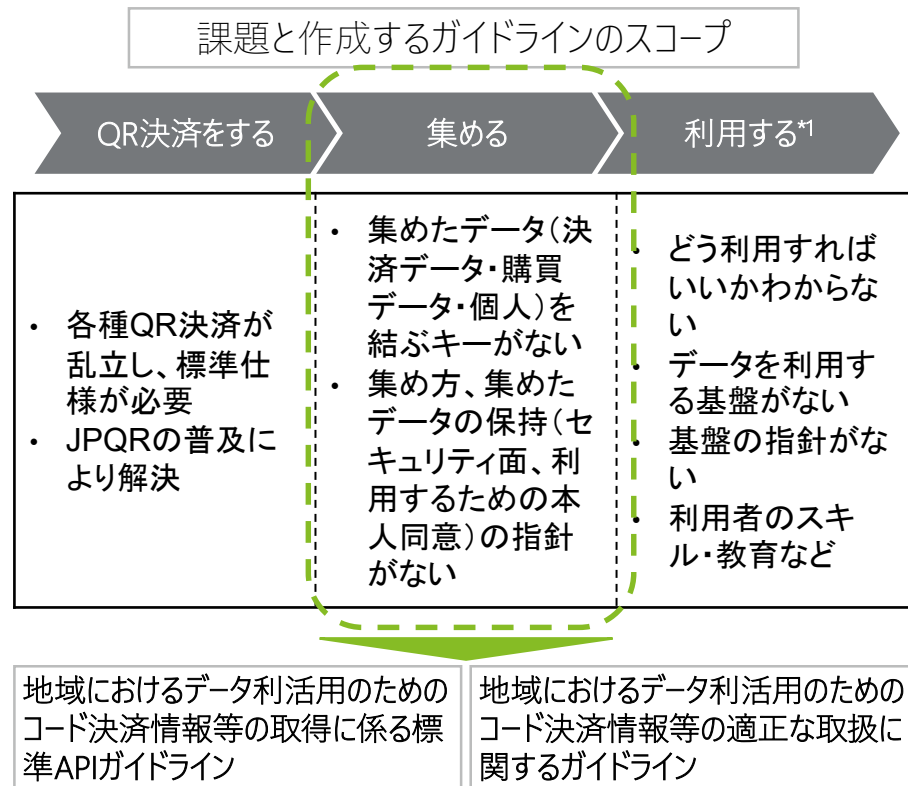 課題と作成するガイドラインのスコープ
QR決済をする
集める
利用する*1
・ 各種QR決済が
乱立し、標準仕
様が必要
・ JPQRの普及に
より解決
・ 集めたデータ(決
済データ・購買
データ・個人)を
結ぶキーがない
・ 集め方、集めた
データの保持(セ
キュリティ面、利
用するための本
人同意)の指針
がない
・ どう利用すれば
いいかわからな
い
・ データを利用す
る基盤がない
・ 基盤の指針がな
い
・ 利用者のスキ
ル・教育など
地域におけるデータ利活用のための
コード決済情報等の取得に係る標
準APIガイドライン
地域におけるデータ利活用のための
コード決済情報等の適正な取扱に
関するガイドライン